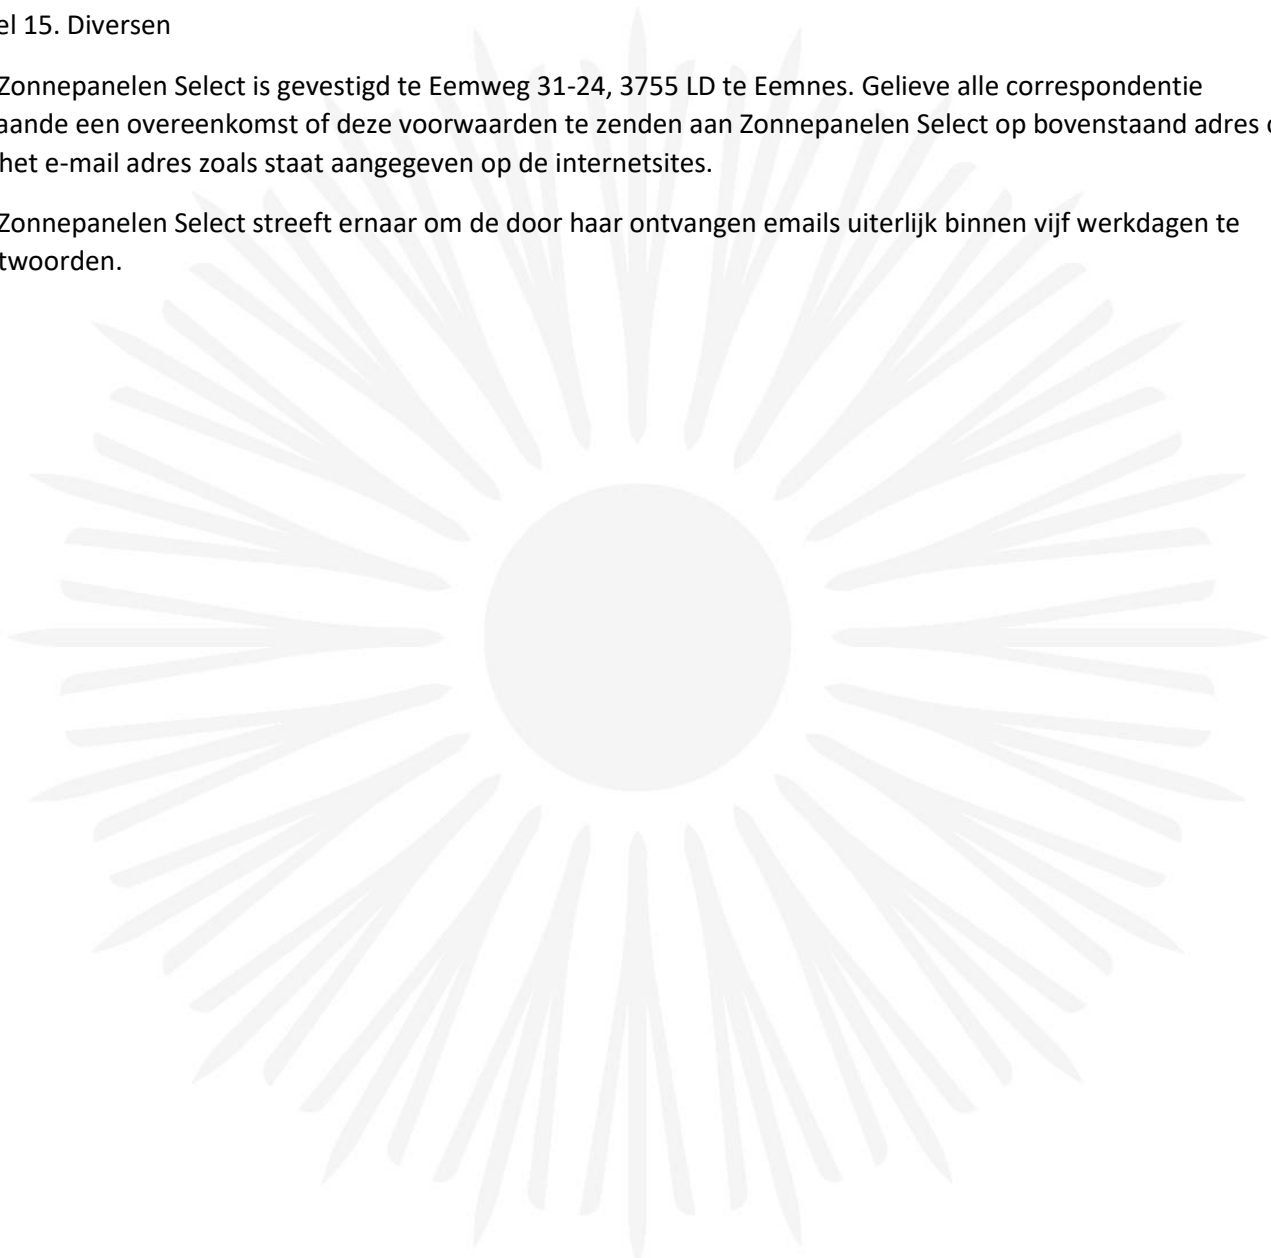 el 15. Diversen
Zonnepanelen Select is gevestigd te Eemweg 31-24, 3755 LD te Eemnes. Gelieve alle correspondentie
aande een overeenkomst of deze voorwaarden te zenden aan Zonnepanelen Select op bovenstaand adres o
het e-mail adres zoals staat aangegeven op de internetsites.
Zonnepanelen Select streeft ernaar om de door haar ontvangen emails uiterlijk binnen vijf werkdagen te
twoorden.